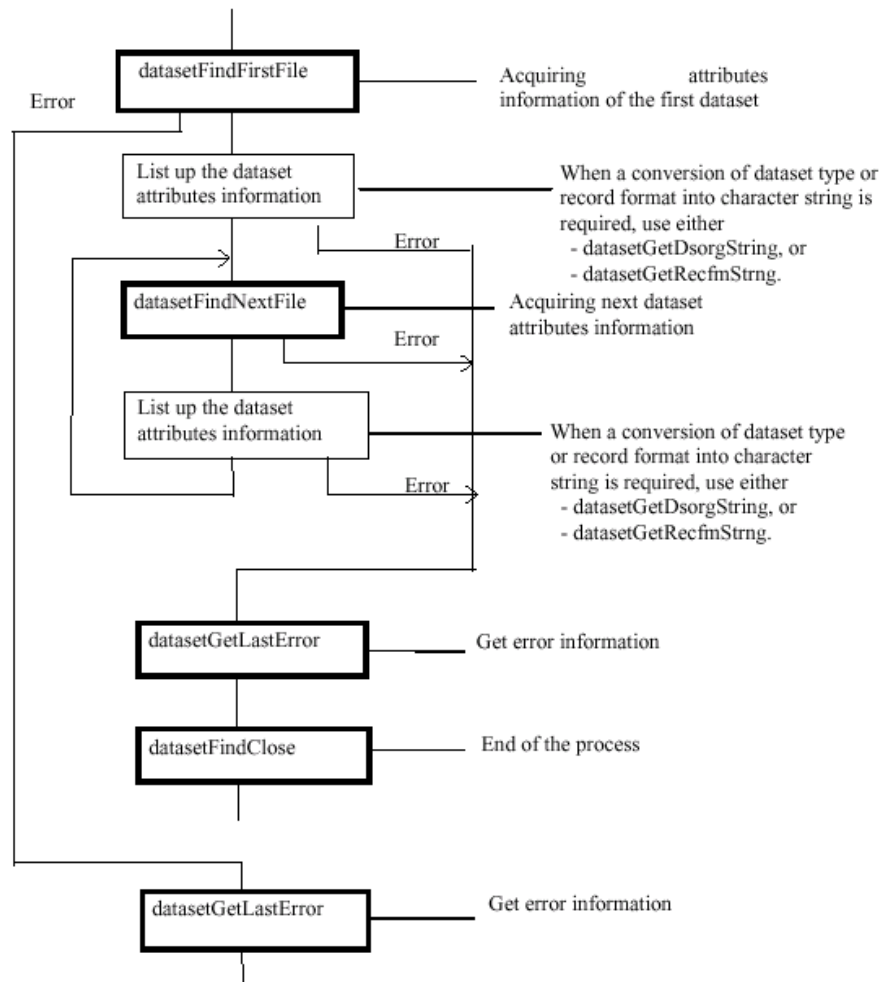 datasetFindFirstFile
Acquiring attributes
information of the first dataset
Error
List up the dataset
attributes information
When a conversion of dataset type or
record format into character string is
required, use either
- datasetGetDsorgString, or
- datasetGetRecfmStrng.
Error
datasetFindNextFile
Acquiring next dataset
attributes information
Error
List up the dataset
attributes information
When a conversion of dataset type
or record format into character
string is required, use either
- datasetGetDsorgString, or
- datasetGetRecfmStrng.
Error
datasetGetLastError
Get error information
datasetFindClose
End of the process
datasetGetLastError
Get error information